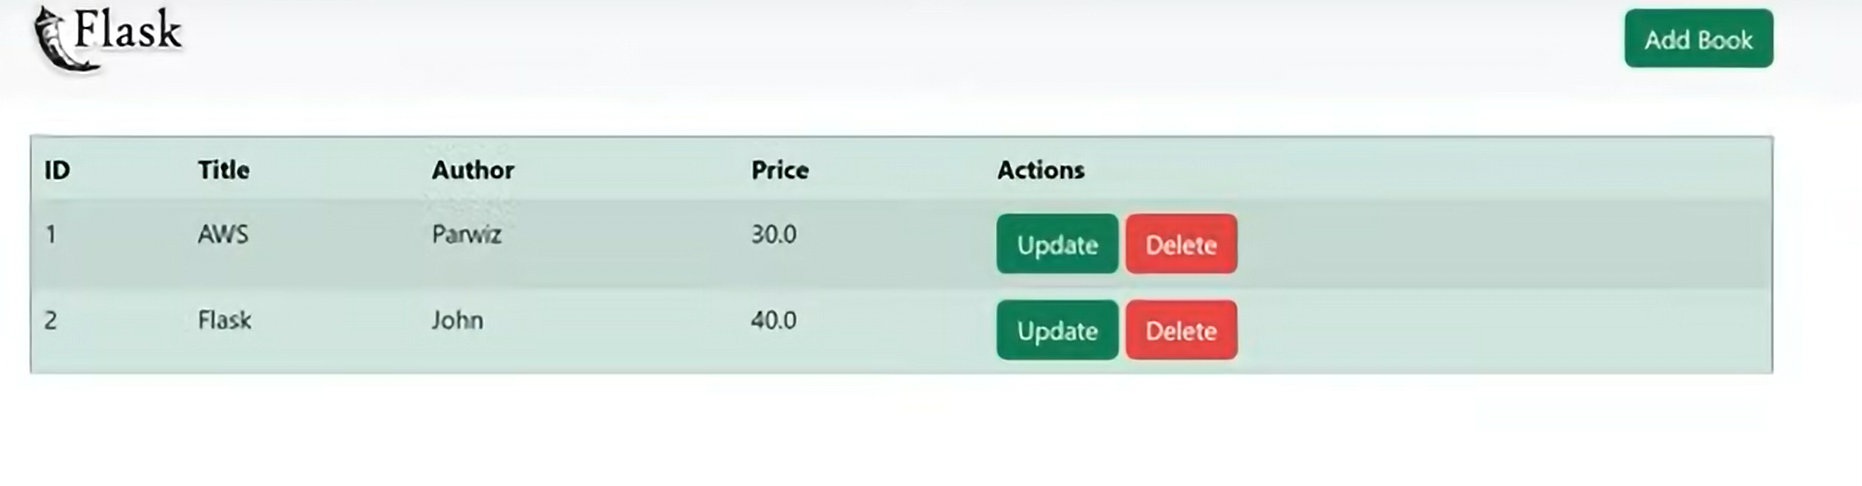 Flask
Add Book
ID Title Author Price Actions
1 AWS Parwiz 30.0 Update Delete
2 Flask John 40.0 Update Delete